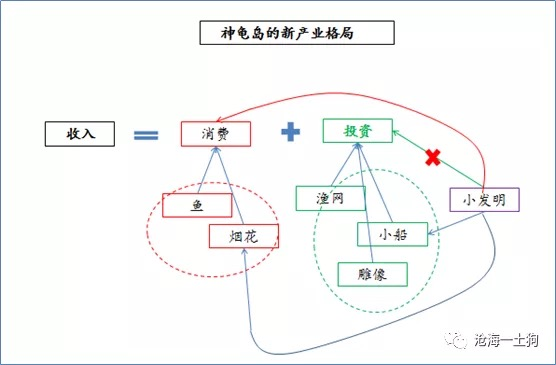 神龟岛的新产业格局
收入
消费
投资
鱼
渔网
小发明
烟花
小船
雕像
沧海一土狗